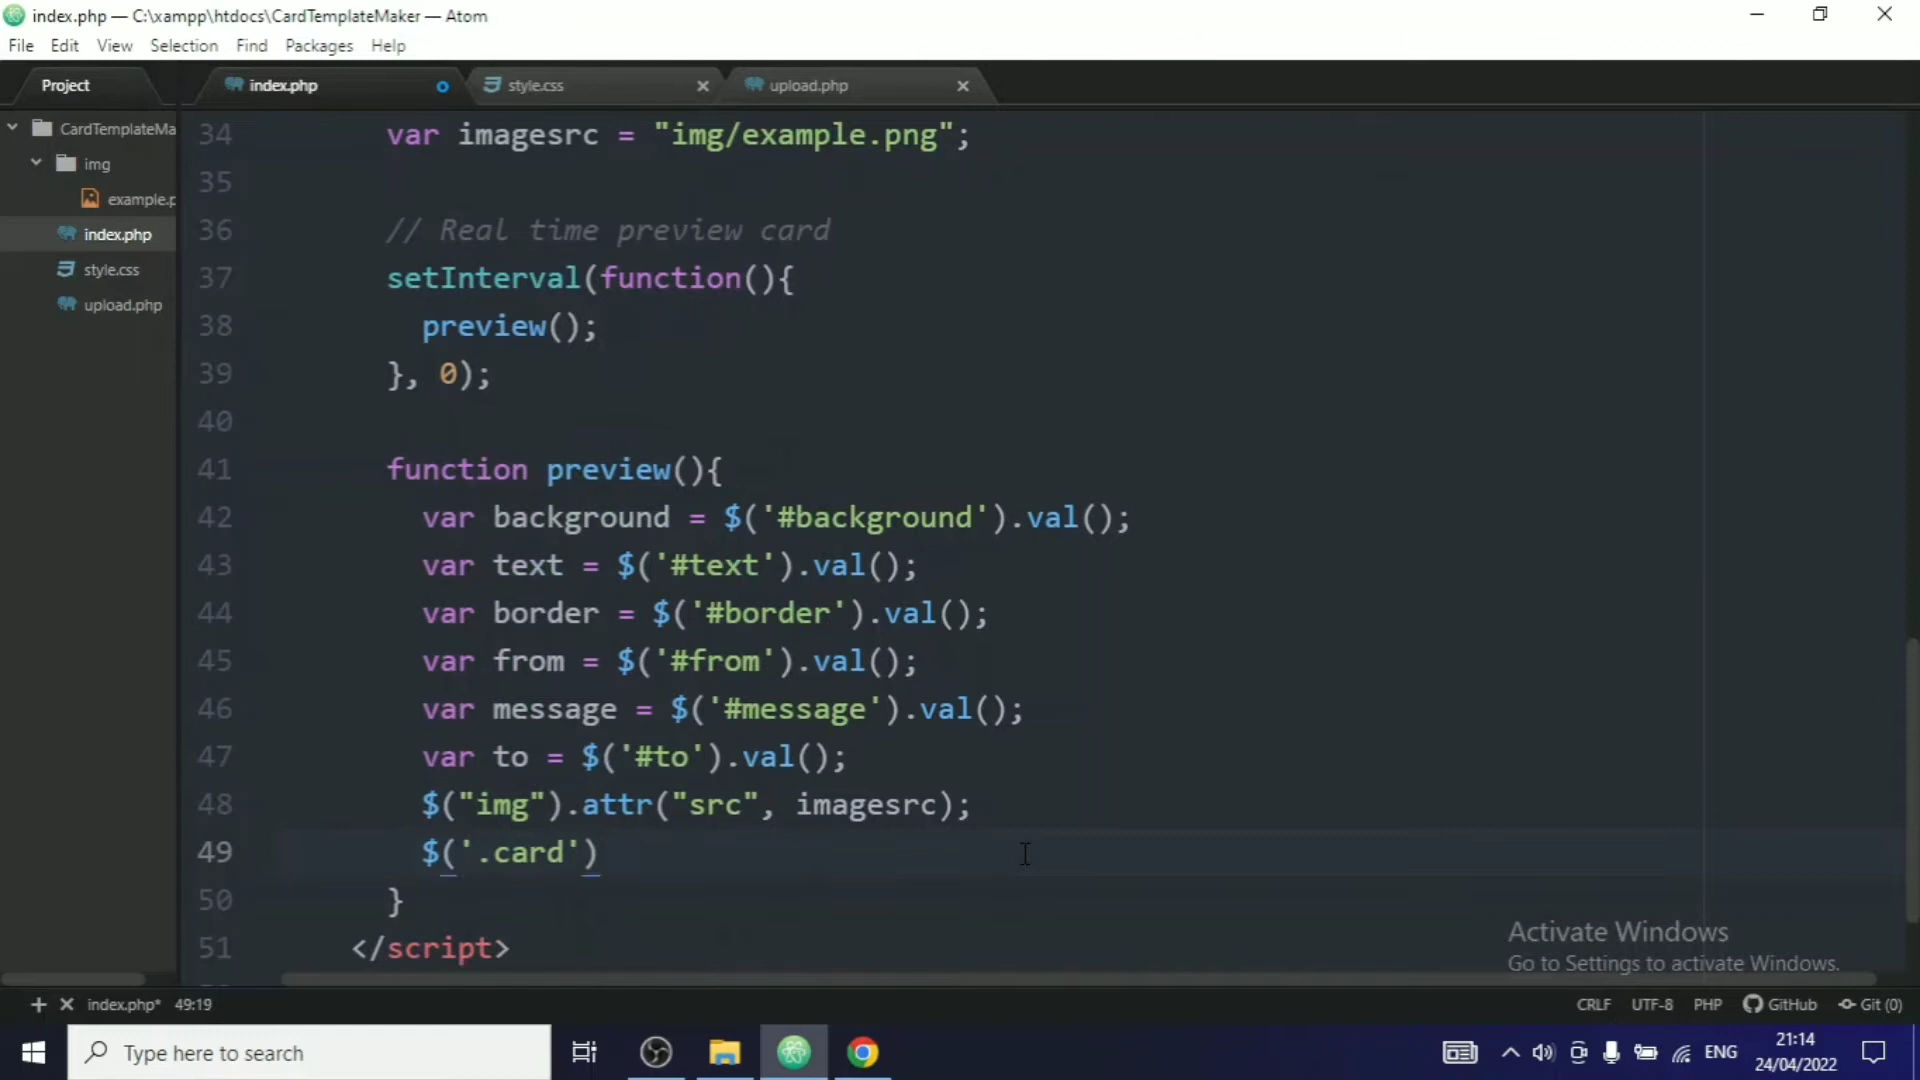 index.php — C:\xampp\htdocs\CardTemplateMaker — Atom
File Edit View Selection Find Packages Help
Project index.php style.css upload.php
CardTemplateMa
img
example.p
index.php
style.css
upload.php
34 var imagesrc = "img/example.png";
35
36 // Real time preview card
37 setInterval(function(){
38 preview();
39 }, 0);
40
41 function preview(){
42 var background = $('#background').val();
43 var text = $('#text').val();
44 var border = $('#border').val();
45 var from = $('#from').val();
46 var message = $('#message').val();
47 var to = $('#to').val();
48 $("img").attr("src", imagesrc);
49 $('.card')
50 }
51 </script>
Activate Windows
Go to Settings to activate Windows.
index.php* 49:19 CRLF UTF-8 PHP GitHub Git (0)
Type here to search
ENG
21:14
24/04/2022